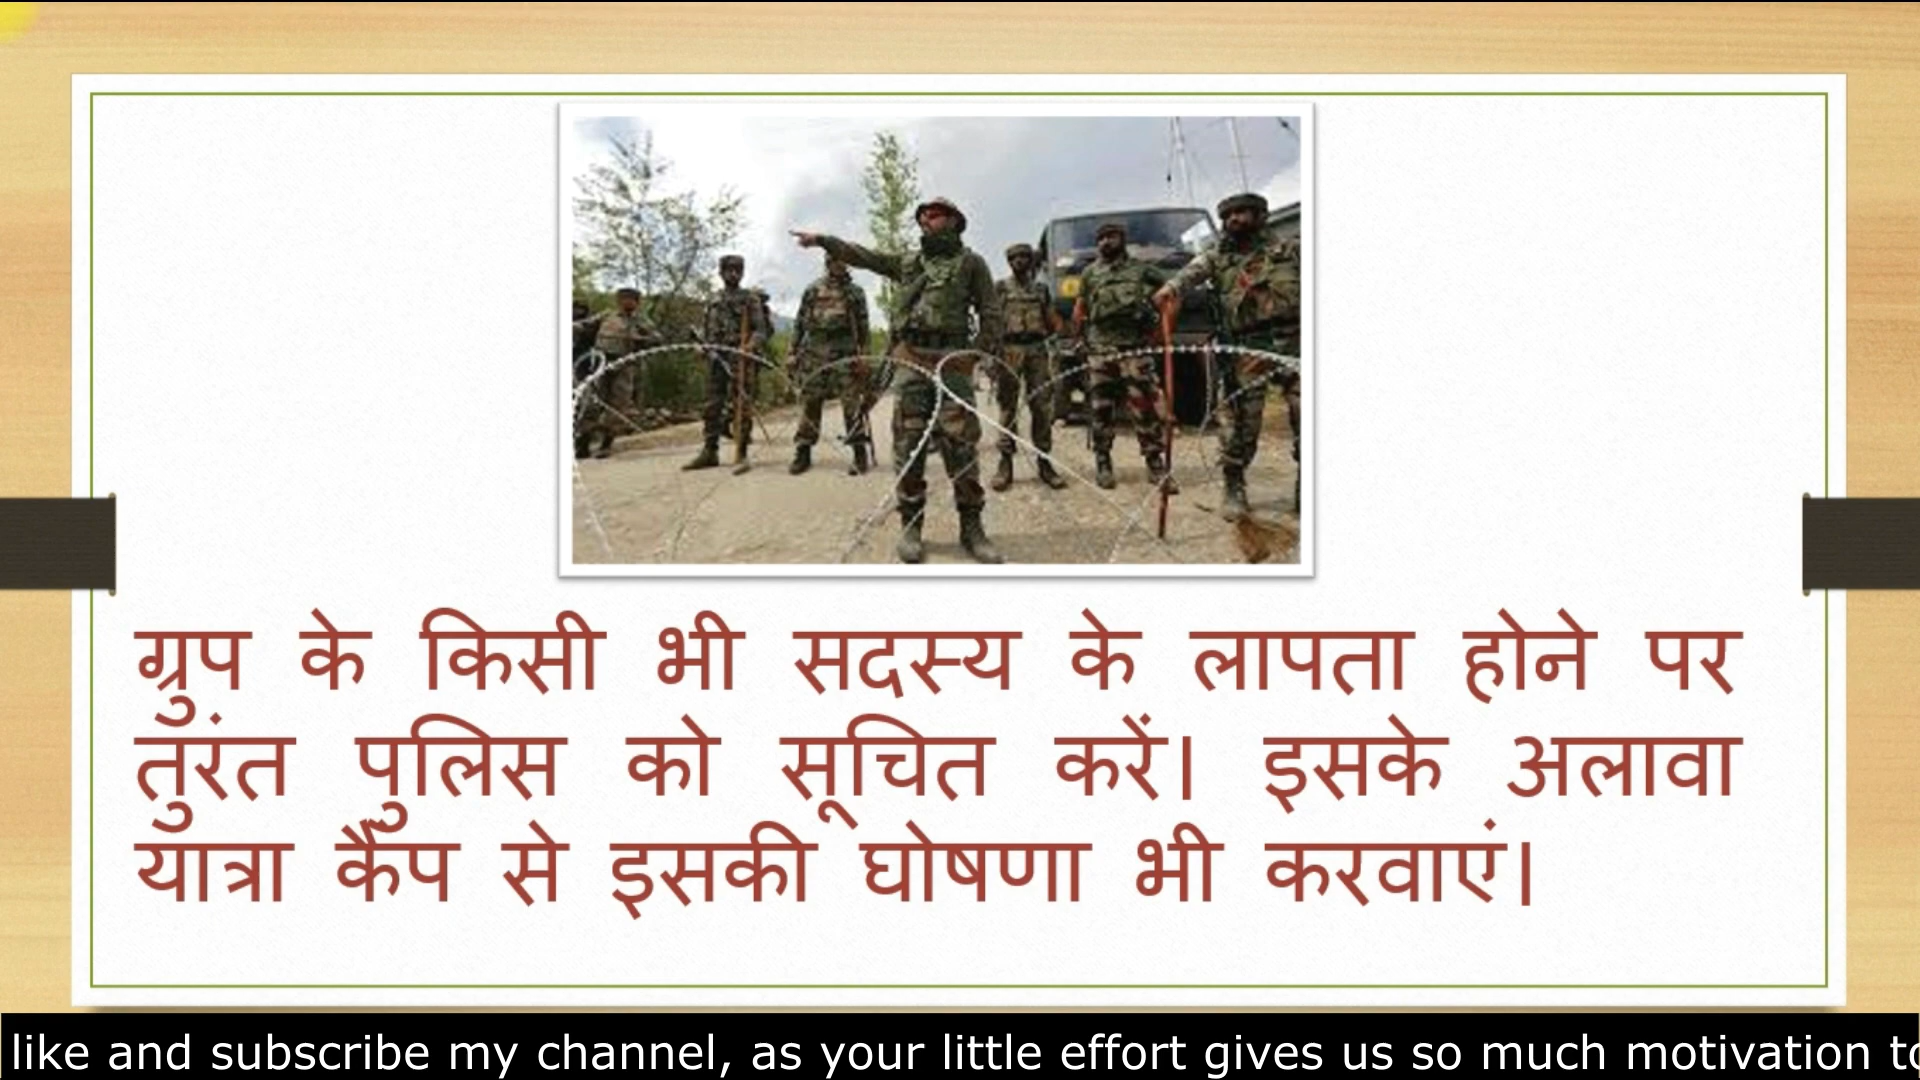 ग्रुप के किसी भी सदस्य के लापता होने पर
तुरंत पुलिस को सूचित करें। इसके अलावा
यात्रा कैंप से इसकी घोषणा भी करवाएं।
like and subscribe my channel, as your little effort gives us so much motivation to